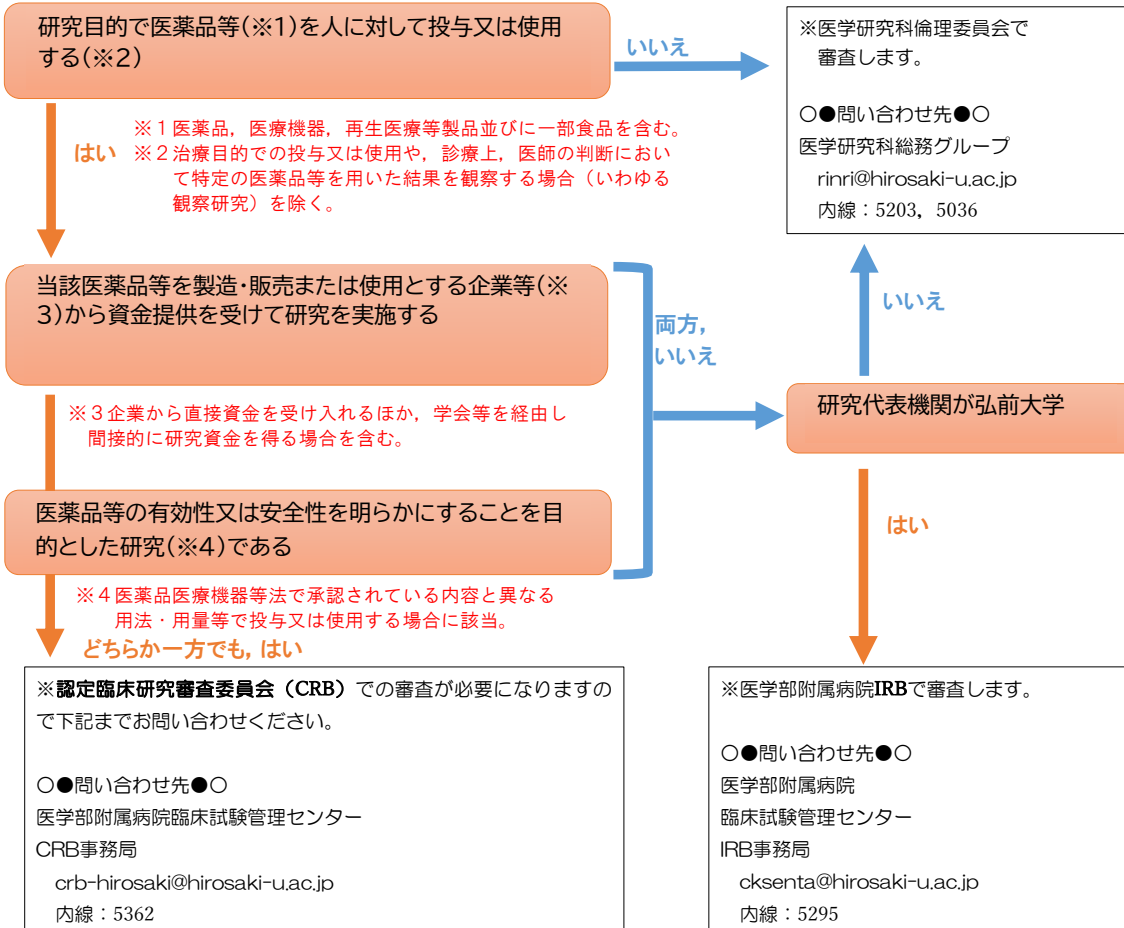 研究目的で医薬品等(※1)を人に対して投与又は使用
する(※2)
いいえ
※医学研究科倫理委員会で
審査します。
○●問い合わせ先●○
医学研究科総務グループ
rinri@hirosaki-u.ac.jp
内線：5203，5036
はい
※１医薬品，医療機器，再生医療等製品並びに一部食品を含む。
※２治療目的での投与又は使用や，診療上，医師の判断におい
て特定の医薬品等を用いた結果を観察する場合（いわゆる
観察研究）を除く。
当該医薬品等を製造・販売または使用とする企業等(※
3)から資金提供を受けて研究を実施する
両方，
いいえ
いいえ
※３企業から直接資金を受け入れるほか，学会等を経由し
間接的に研究資金を得る場合を含む。
研究代表機関が弘前大学
医薬品等の有効性又は安全性を明らかにすることを目
的とした研究(※4)である
はい
※４医薬品医療機器等法で承認されている内容と異なる
用法・用量等で投与又は使用する場合に該当。
どちらか一方でも，はい
※認定臨床研究審査委員会（CRB）での審査が必要になりますの
で下記までお問い合わせください。
○●問い合わせ先●○
医学部附属病院臨床試験管理センター
CRB事務局
crb-hirosaki@hirosaki-u.ac.jp
内線：5362
※医学部附属病院IRBで審査します。
○●問い合わせ先●○
医学部附属病院
臨床試験管理センター
IRB事務局
cksenta@hirosaki-u.ac.jp
内線：5295